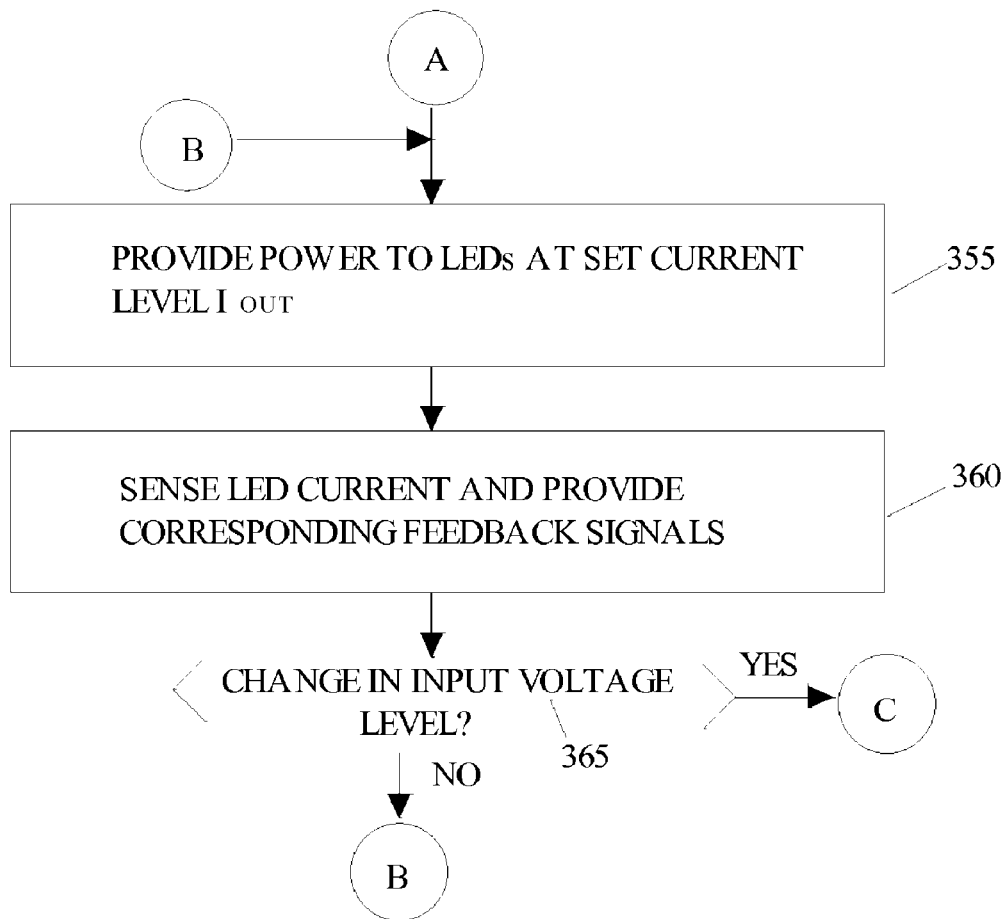 A
B
PROVIDE POWER TO LEDs AT SET CURRENT
LEVEL I OUT
355
SENSE LED CURRENT AND PROVIDE
CORRESPONDING FEEDBACK SIGNALS
360
CHANGE IN INPUT VOLTAGE
LEVEL?
YES
C
365
NO
B